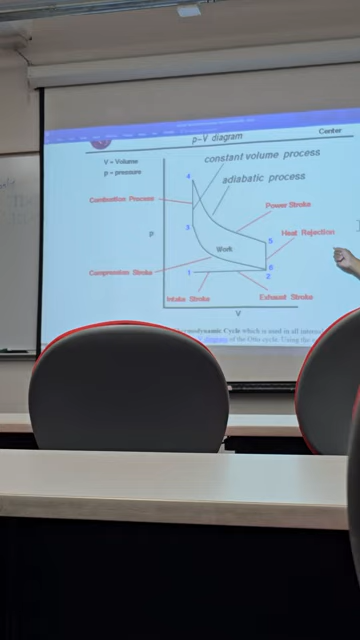 p-V diagram
Center
V = Volume
p = pressure
constant volume process
adiabatic process
4
Combustion Process
Power Stroke
3
p
5
Heat Rejection
Work
Compression Stroke
1
6
2
Intake Stroke
Exhaust Stroke
V
Cycle which is used in all
diagram of the Otto cycle. Using the